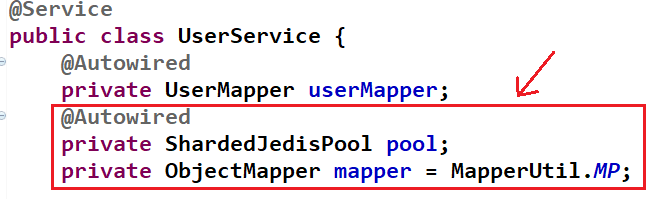 @Service
public class UserService {
@Autowired
private UserMapper userMapper;
@Autowired
private ShardedJedisPool pool;
private ObjectMapper mapper = MapperUtil.MP;